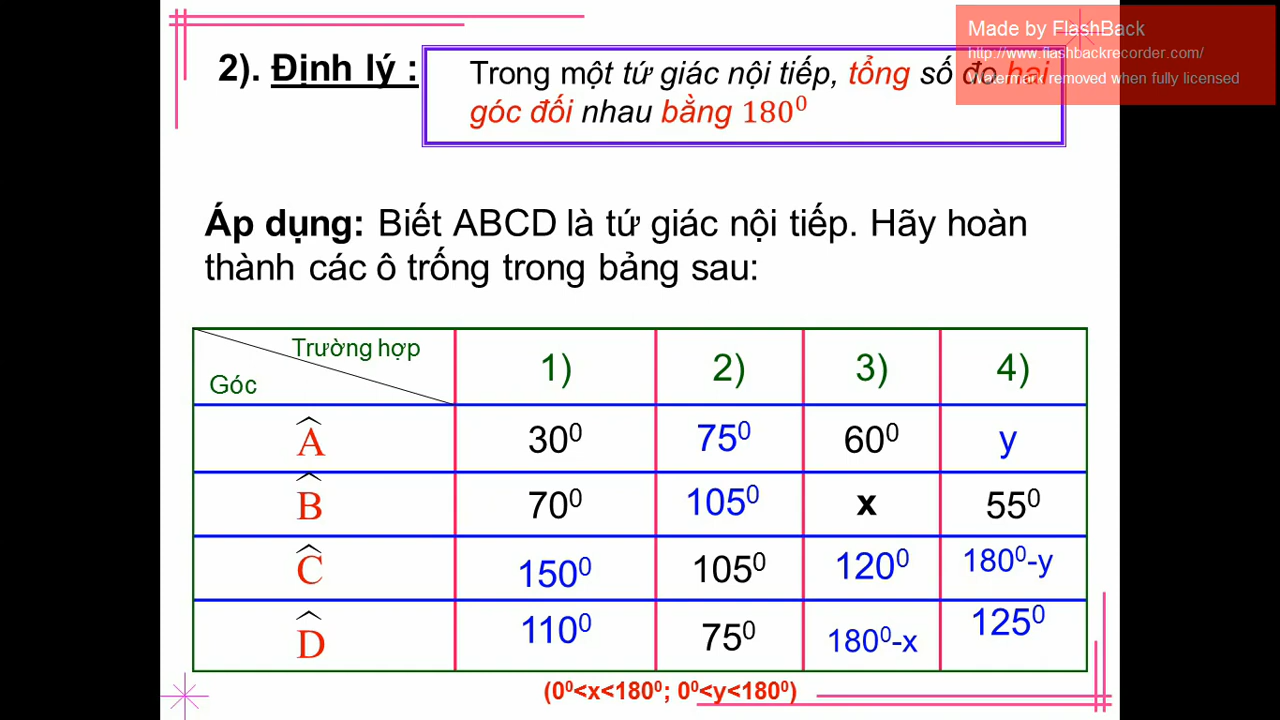 Made by FlashBack
http://www.flashbackrecorder.com/
Watermark removed when fully licensed
2). Định lý :
Trong một tứ giác nội tiếp, tổng số đo hai
góc đối nhau bằng 180⁰
Áp dụng: Biết ABCD là tứ giác nội tiếp. Hãy hoàn
thành các ô trống trong bảng sau:
Trường hợp
Góc
1) 2) 3) 4)
Â 30⁰ 75⁰ 60⁰ y
B̂ 70⁰ 105⁰ x 55⁰
Ĉ 150⁰ 105⁰ 120⁰ 180⁰-y
D̂ 110⁰ 75⁰ 180⁰-x 125⁰
(0⁰<x<180⁰; 0⁰<y<180⁰)